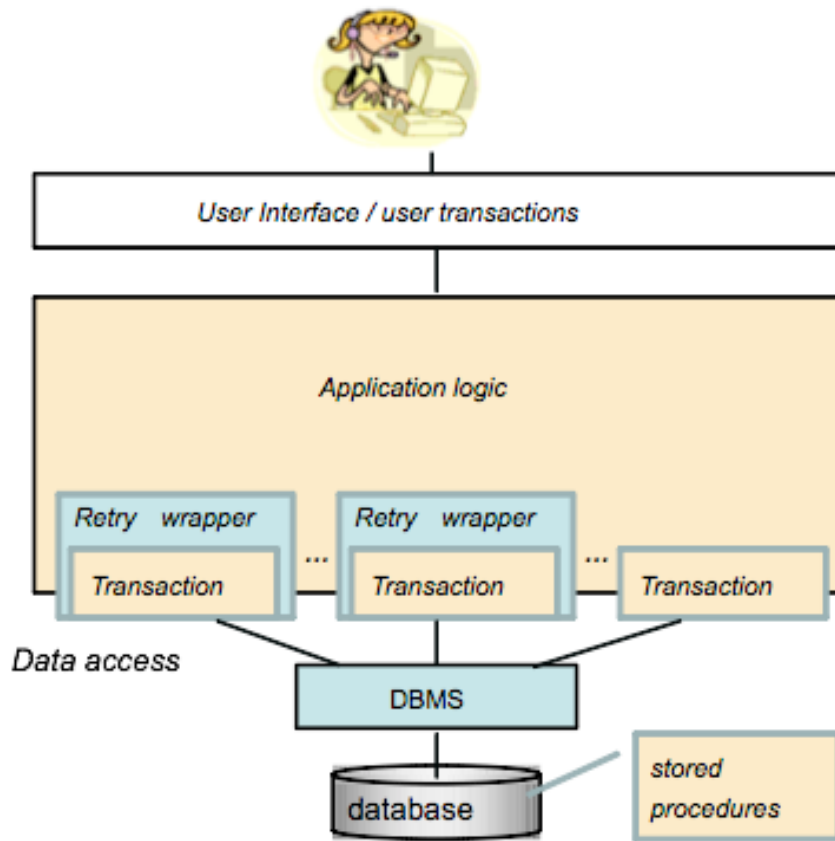 User Interface / user transactions
Application logic
Retry wrapper
Retry wrapper
...
...
Transaction
Transaction
Transaction
Data access
DBMS
database
stored
procedures